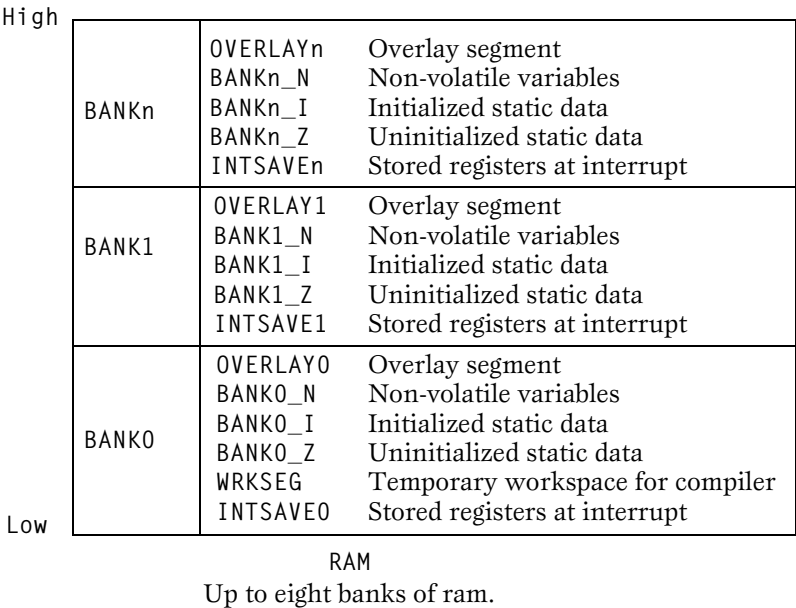 High
BANKn
OVERLAYn Overlay segment
BANKn_N Non-volatile variables
BANKn_I Initialized static data
BANKn_Z Uninitialized static data
INTSAVEn Stored registers at interrupt
BANK1
OVERLAY1 Overlay segment
BANK1_N Non-volatile variables
BANK1_I Initialized static data
BANK1_Z Uninitialized static data
INTSAVE1 Stored registers at interrupt
BANK0
OVERLAY0 Overlay segment
BANK0_N Non-volatile variables
BANK0_I Initialized static data
BANK0_Z Uninitialized static data
WRKSEG Temporary workspace for compiler
INTSAVE0 Stored registers at interrupt
Low
RAM
Up to eight banks of ram.